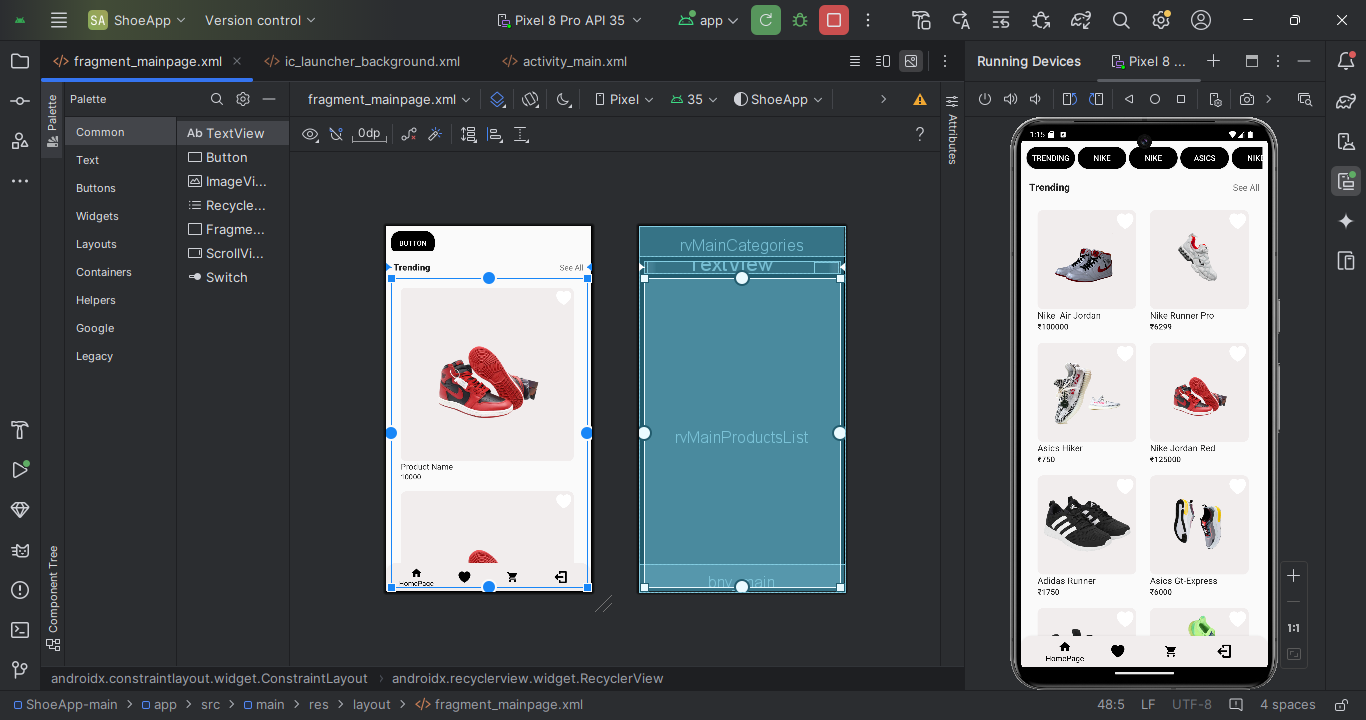 SA ShoeApp Version control Pixel 8 Pro API 35 app
fragment_mainpage.xml ic_launcher_background.xml activity_main.xml
Running Devices Pixel 8 ...
Palette
Palette
Common
Text
Buttons
Widgets
Layouts
Containers
Helpers
Google
Legacy
Ab TextView
Button
ImageVi...
Recycle...
Fragme...
ScrollVi...
Switch
Component Tree
fragment_mainpage.xml Pixel 35 ShoeApp
0dp
?
Attributes
BUTTON
Trending See All
Product Name
10000
HomePage
rvMainCategories
TextView
rvMainProductsList
bnv_main
1:15
TRENDING NIKE NIKE ASICS NIKE
Trending See All
Nike Air Jordan Nike Runner Pro
₹100000 ₹6299
Asics Hiker Nike Jordan Red
₹750 ₹125000
Adidas Runner Asics Gt-Express
₹1750 ₹6000
HomePage
1:1
androidx.constraintlayout.widget.ConstraintLayout androidx.recyclerview.widget.RecyclerView
ShoeApp-main app src main res layout fragment_mainpage.xml 48:5 LF UTF-8 4 spaces